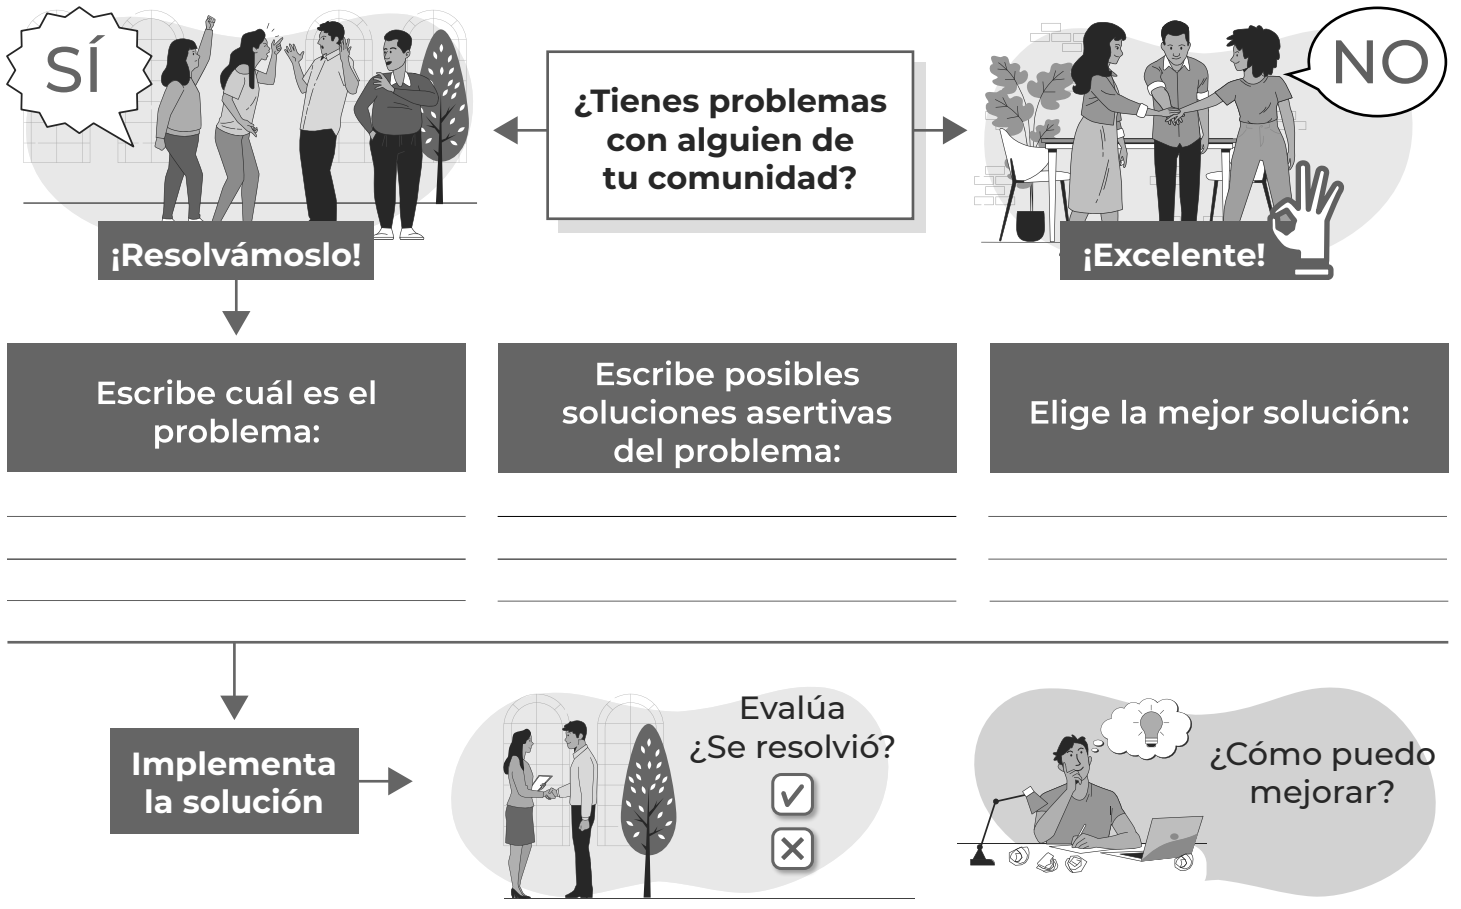 SÍ
¿Tienes problemas
con alguien de
tu comunidad?
NO
¡Resolvámoslo!
¡Excelente!
Escribe cuál es el
problema:
Escribe posibles
soluciones asertivas
del problema:
Elige la mejor solución:
Implementa
la solución
Evalúa
¿Se resolvió?
¿Cómo puedo
mejorar?